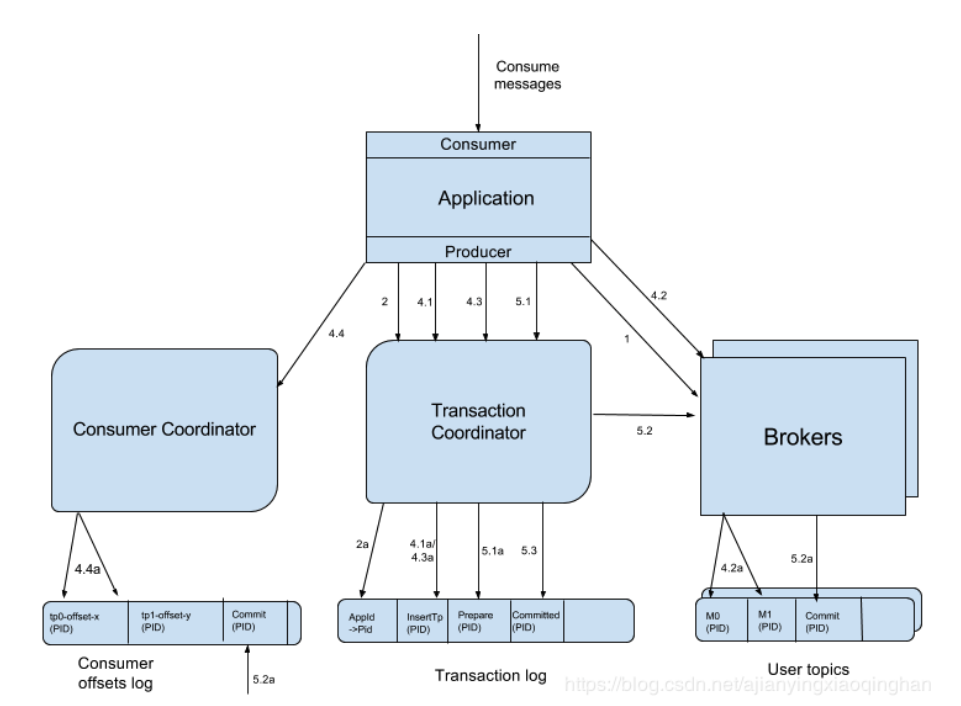 Consume
messages
Consumer
Application
Producer
2
4.1
4.3
5.1
4.2
4.4
1
Consumer Coordinator
Transaction
Coordinator
5.2
Brokers
4.4a
2a
4.1a/
4.3a
5.1a
5.3
4.2a
5.2a
tp0-offset-x
(PID)
tp1-offset-y
(PID)
Commit
(PID)
AppId
->Pid
InsertTp
(PID)
Prepare
(PID)
Committed
(PID)
M0
(PID)
M1
(PID)
Commit
(PID)
Consumer
offsets log
5.2a
Transaction log
User topics
https://blog.csdn.net/ajianyingxiaoqinghan